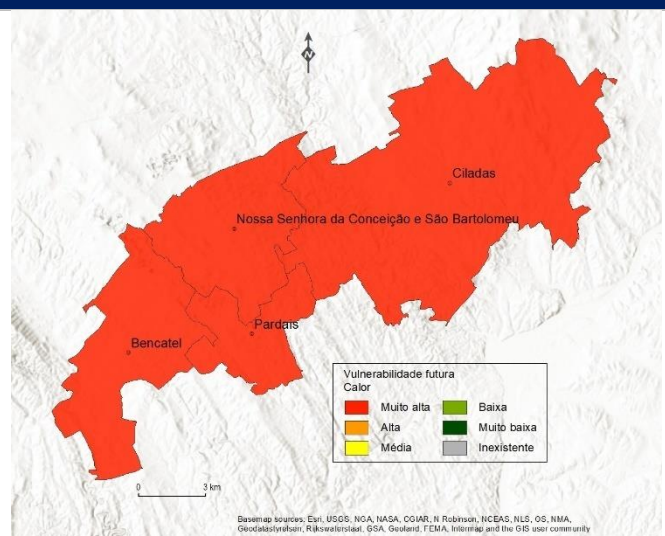 N
Ciladas
Nossa Senhora da Conceição e São Bartolomeu
Pardais
Bencatel
Vulnerabilidade futura
Calor
Muito alta
Baixa
Alta
Muito baixa
Média
Inexistente
0 3 km
Basemap sources: Esri, USGS, NGA, NASA, CGIAR, N Robinson, NCEAS, NLS, OS, NMA,
Geodatastyrelsen, Rijkswaterstaat, GSA, Geoland, FEMA, Intermap and the GIS user community